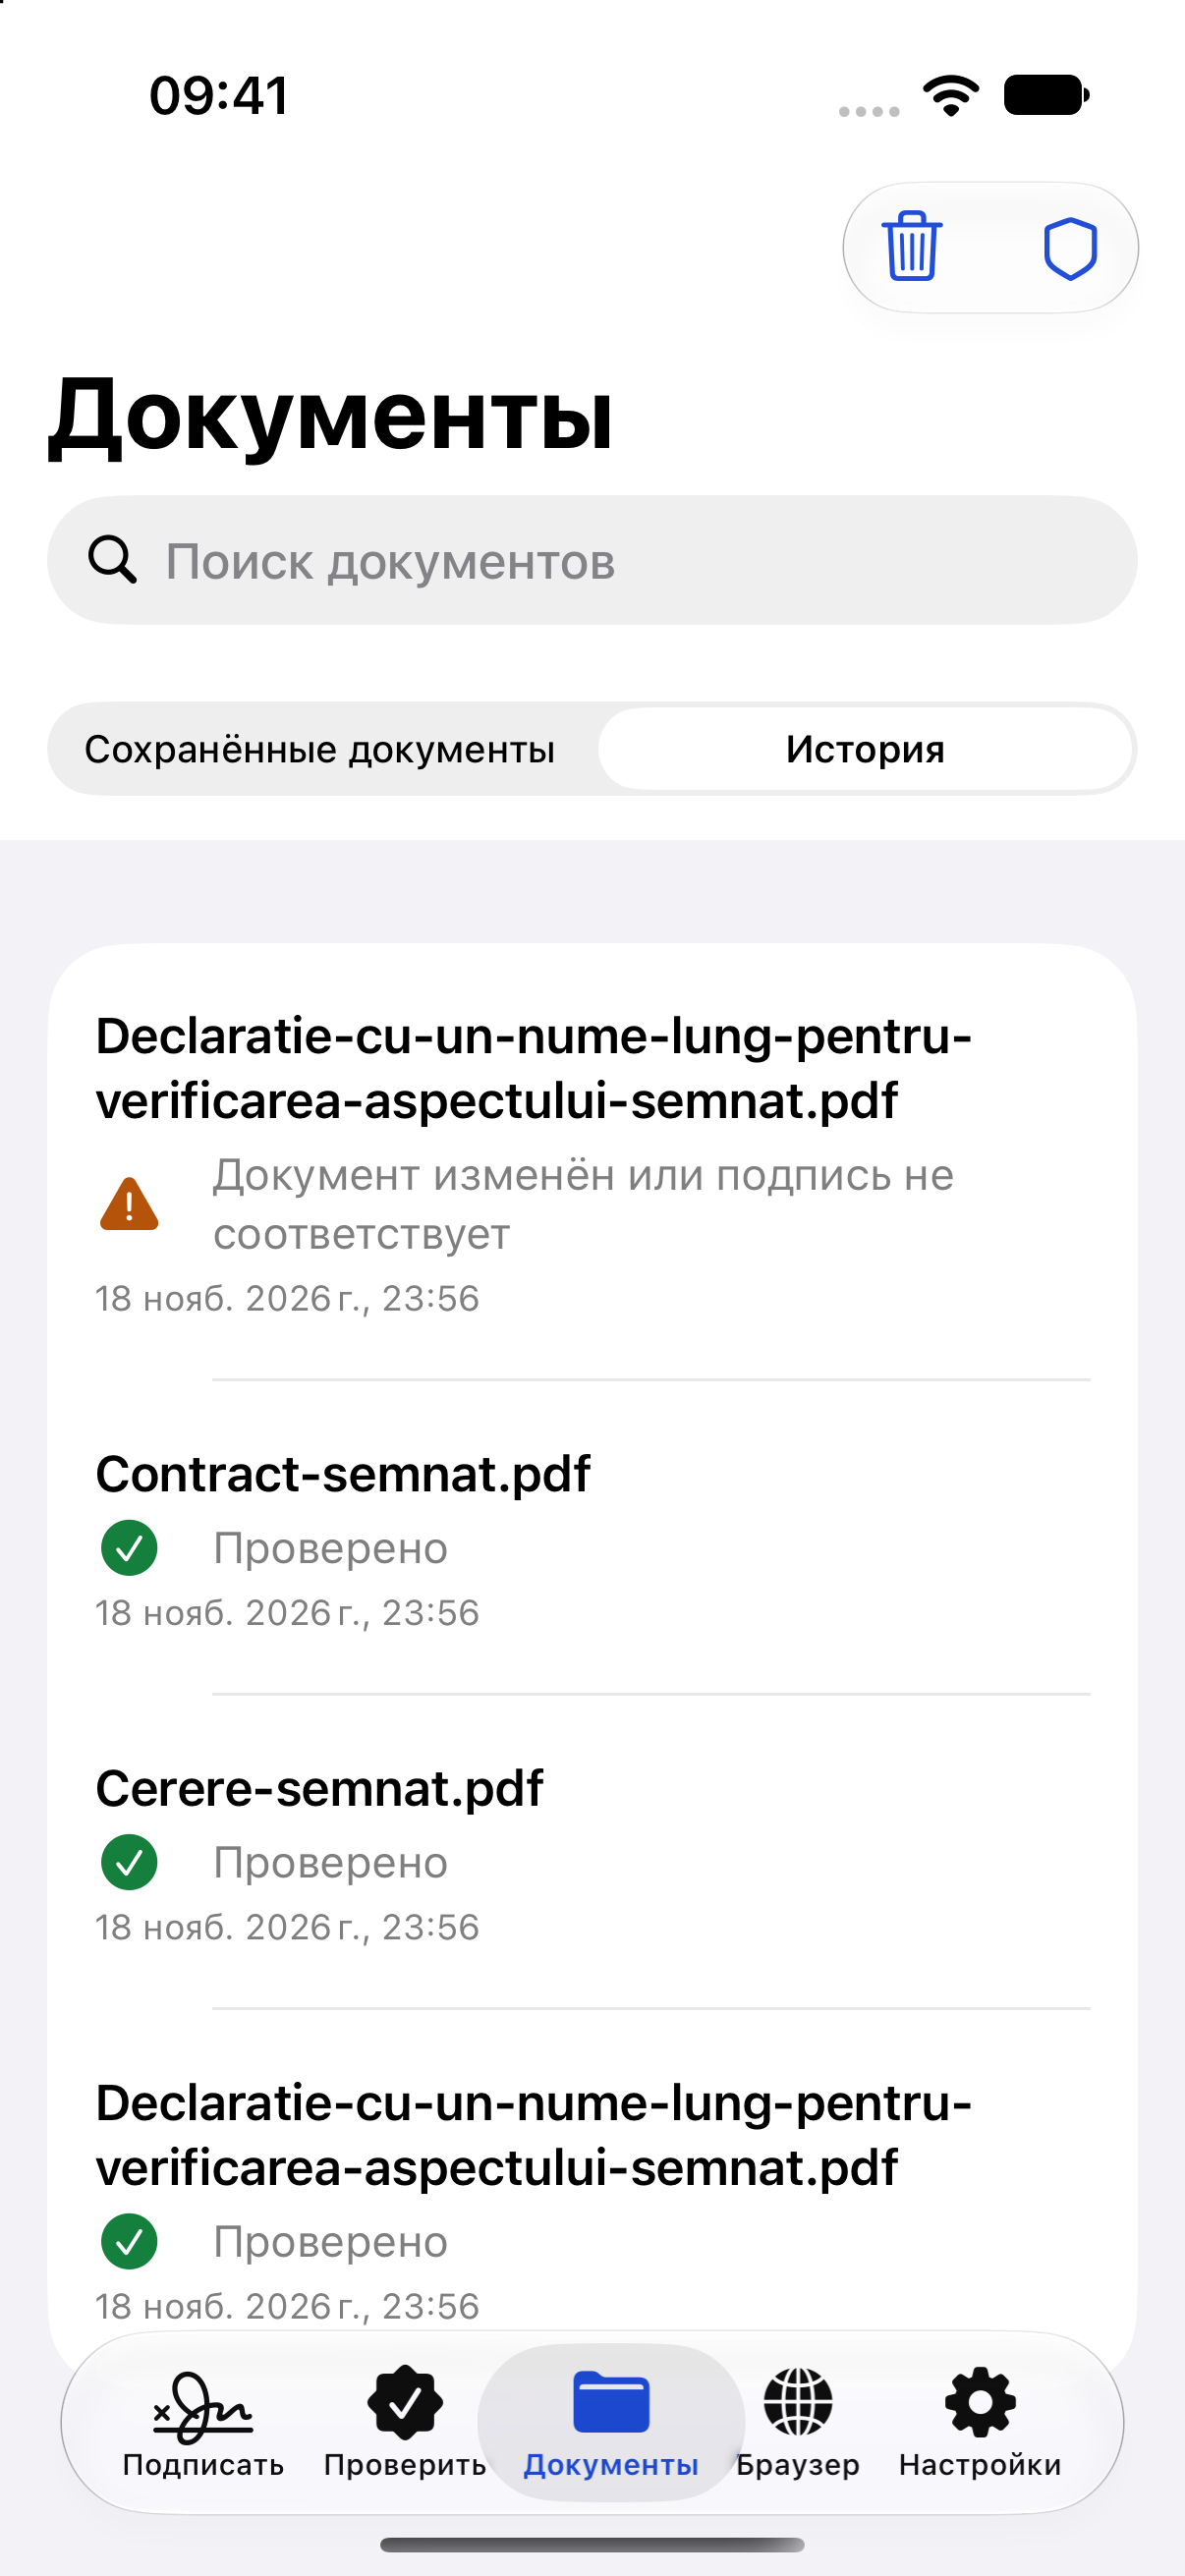 09:41
Документы
Поиск документов
Сохранённые документы
История
Declaratie-cu-un-nume-lung-pentru-
verificarea-aspectului-semnat.pdf
Документ изменён или подпись не
соответствует
18 нояб. 2026 г., 23:56
Contract-semnat.pdf
Проверено
18 нояб. 2026 г., 23:56
Cerere-semnat.pdf
Проверено
18 нояб. 2026 г., 23:56
Declaratie-cu-un-nume-lung-pentru-
verificarea-aspectului-semnat.pdf
Проверено
18 нояб. 2026 г., 23:56
Подписать
Проверить
Документы
Браузер
Настройки